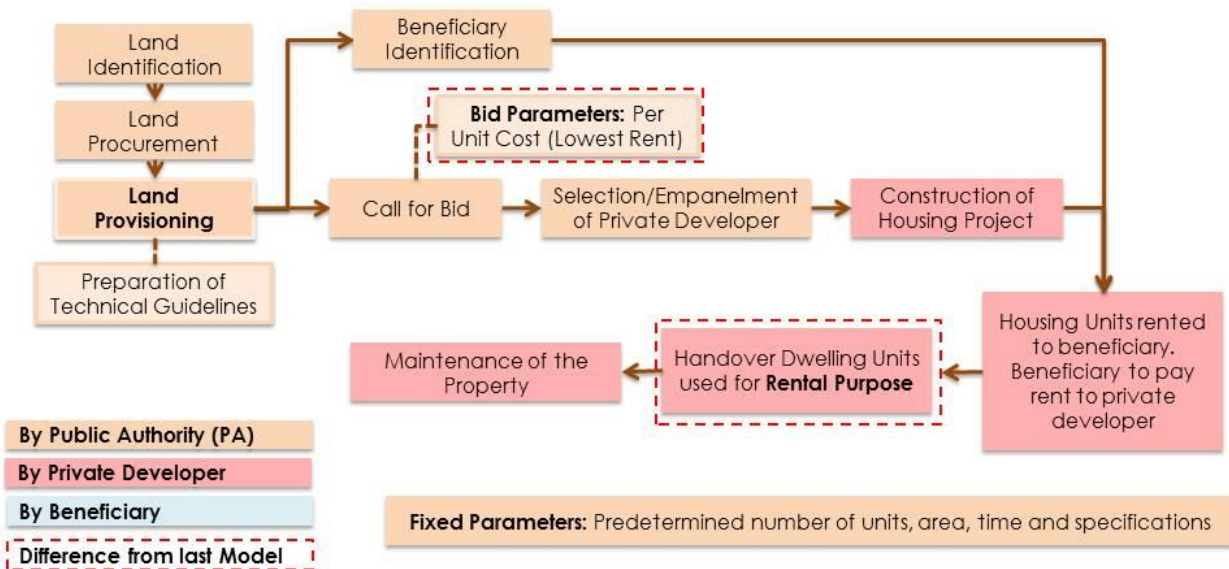 Land
Identification
Beneficiary
Identification
Land
Procurement
Bid Parameters: Per
Unit Cost (Lowest Rent)
Land
Provisioning
Call for Bid
Selection/Empanelment
of Private Developer
Construction of
Housing Project
Preparation of
Technical Guidelines
Housing Units rented
to beneficiary.
Beneficiary to pay
rent to private
developer
Handover Dwelling Units
used for Rental Purpose
Maintenance of the
Property
By Public Authority (PA)
By Private Developer
By Beneficiary
Difference from last Model
Fixed Parameters: Predetermined number of units, area, time and specifications